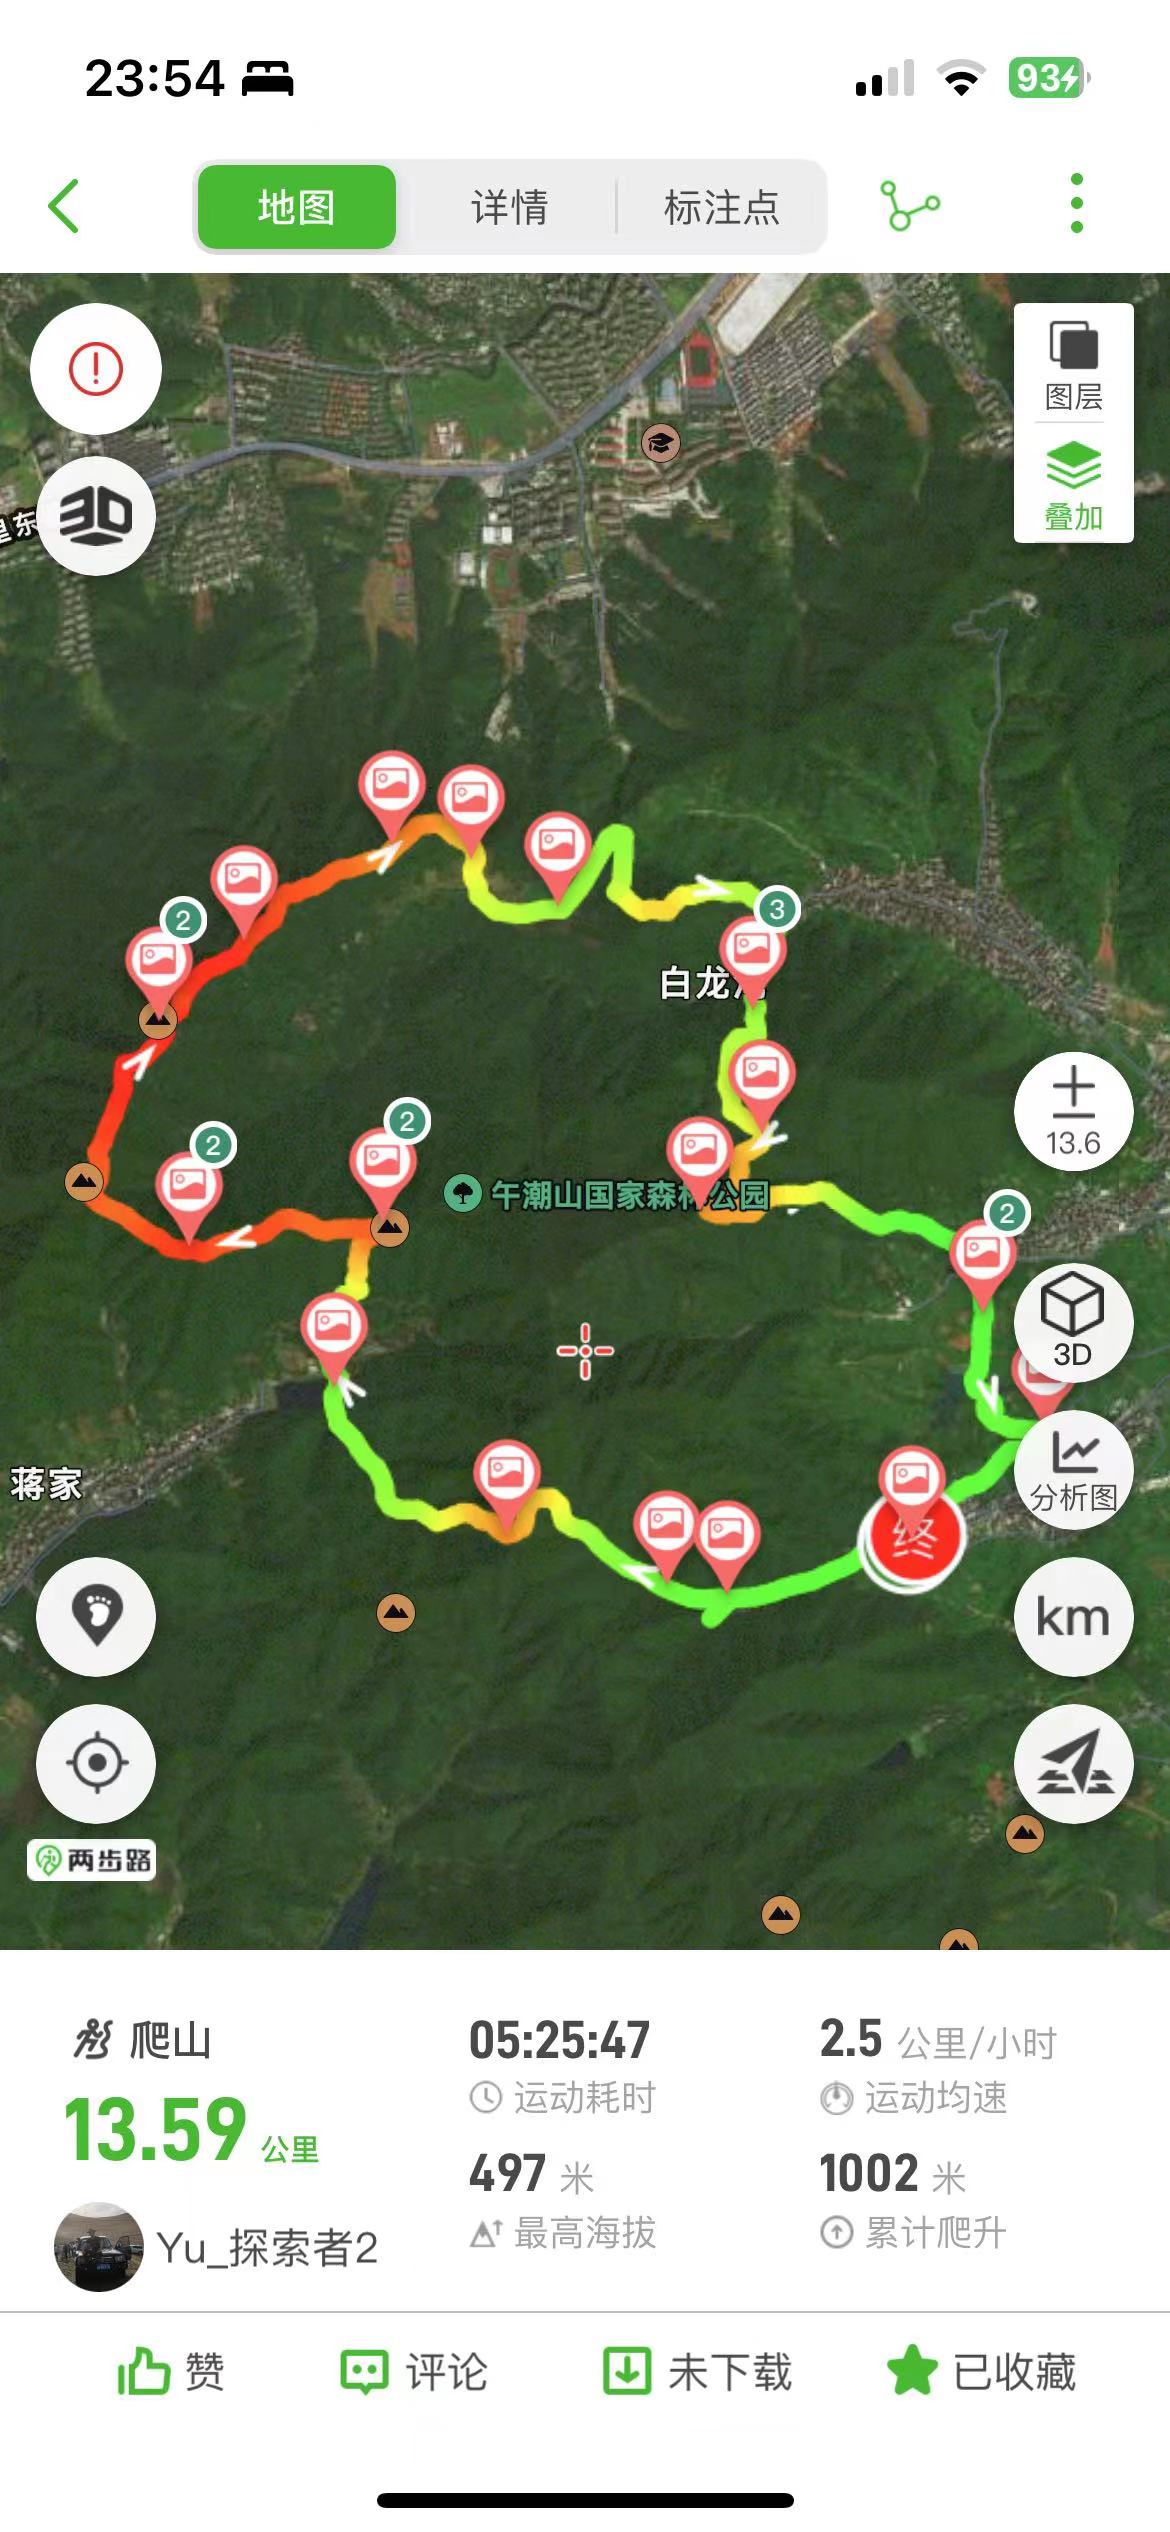 23:54
93
地图 详情 标注点
图层
叠加
3D
里东
2
3
白龙
2
2
2
午潮山国家森林公园
13.6
2
3D
蒋家
分析图
终
km
两步路
爬山
05:25:47
2.5 公里/小时
运动耗时
运动均速
13.59 公里
497 米
1002 米
最高海拔
累计爬升
Yu_探索者2
赞 评论 未下载 已收藏